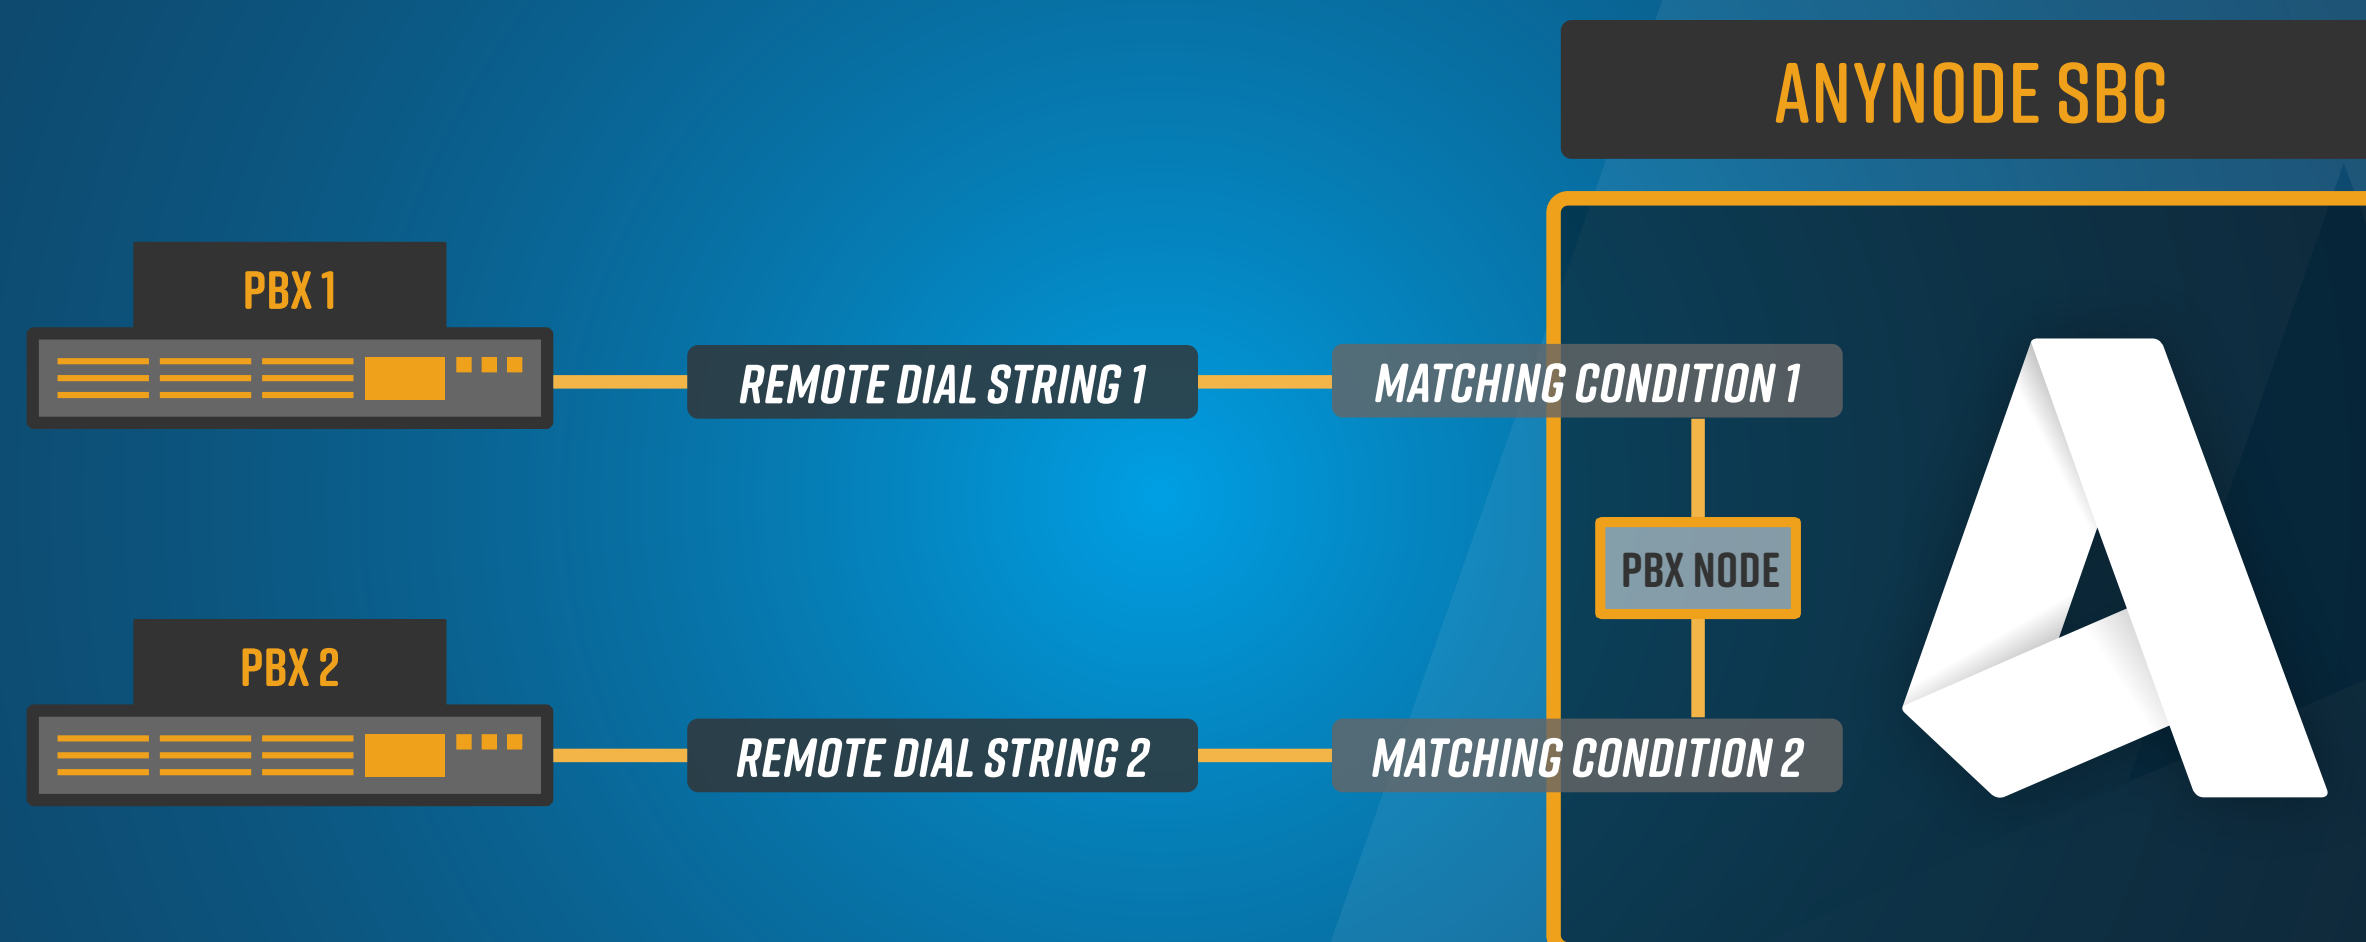 ANYNODE SBC
PBX 1
REMOTE DIAL STRING 1
MATCHING CONDITION 1
PBX NODE
PBX 2
REMOTE DIAL STRING 2
MATCHING CONDITION 2